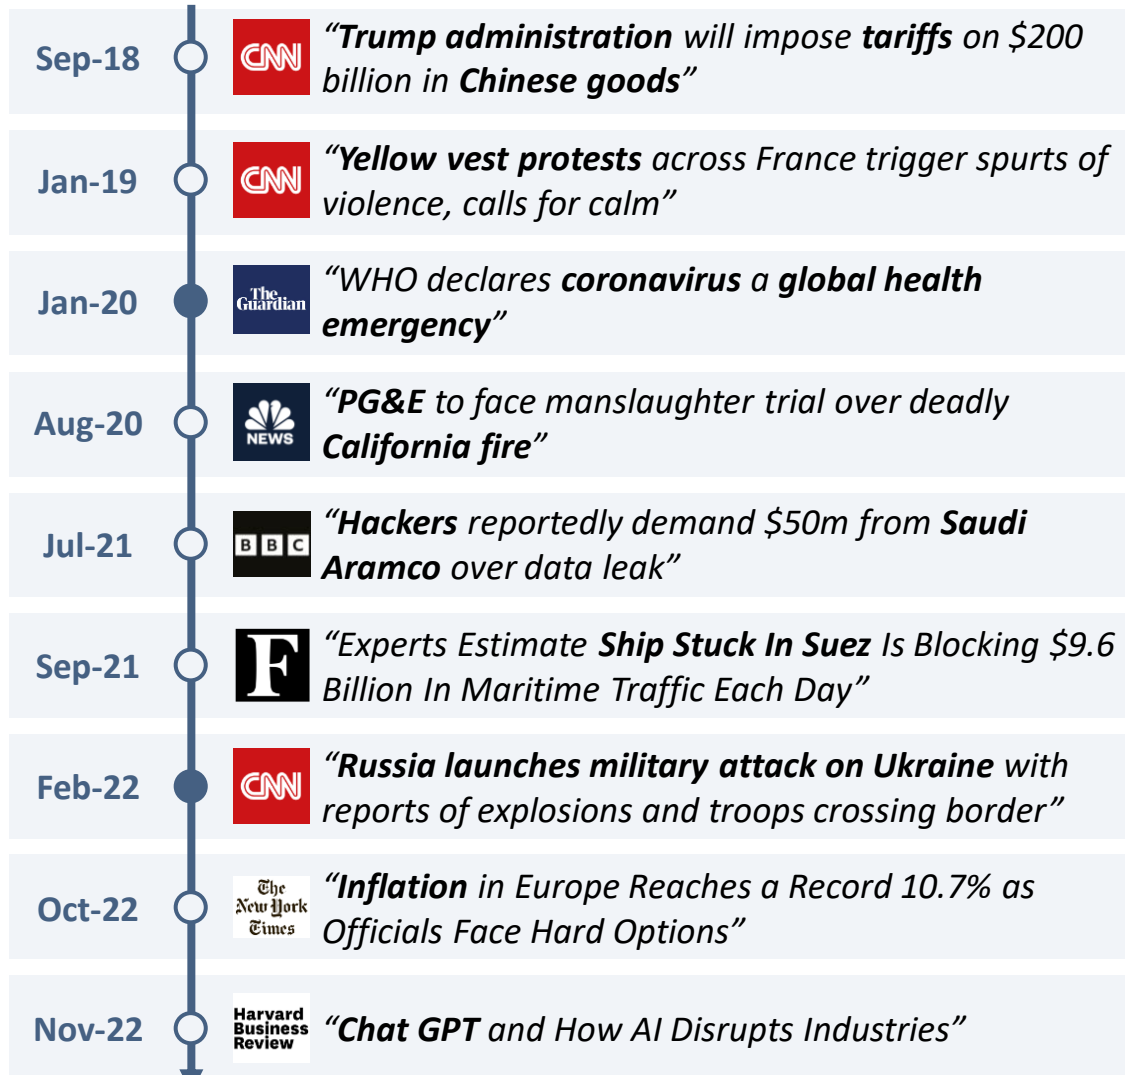 Sep-18
CNN
“Trump administration will impose tariffs on $200
billion in Chinese goods”
Jan-19
CNN
“Yellow vest protests across France trigger spurts of
violence, calls for calm”
Jan-20
The
Guardian
“WHO declares coronavirus a global health
emergency”
Aug-20
NEWS
“PG&E to face manslaughter trial over deadly
California fire”
Jul-21
BBC
“Hackers reportedly demand $50m from Saudi
Aramco over data leak”
Sep-21
F
“Experts Estimate Ship Stuck In Suez Is Blocking $9.6
Billion In Maritime Traffic Each Day”
Feb-22
CNN
“Russia launches military attack on Ukraine with
reports of explosions and troops crossing border”
Oct-22
The
New York
Times
“Inflation in Europe Reaches a Record 10.7% as
Officials Face Hard Options”
Nov-22
Harvard
Business
Review
“Chat GPT and How AI Disrupts Industries”